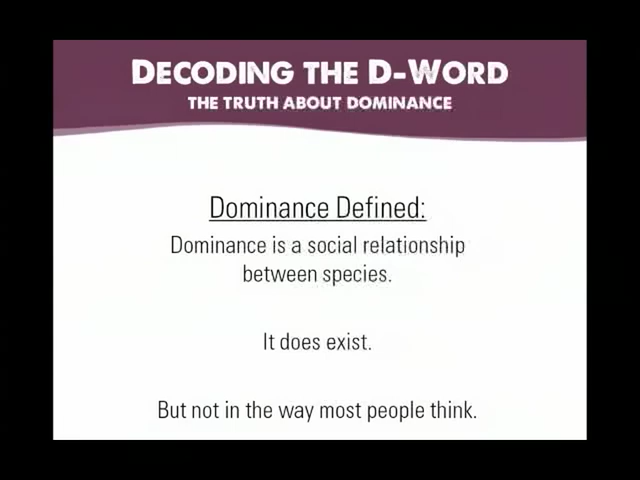 DECODING THE D-WORD
THE TRUTH ABOUT DOMINANCE
Dominance Defined:
Dominance is a social relationship
between species.
It does exist.
But not in the way most people think.